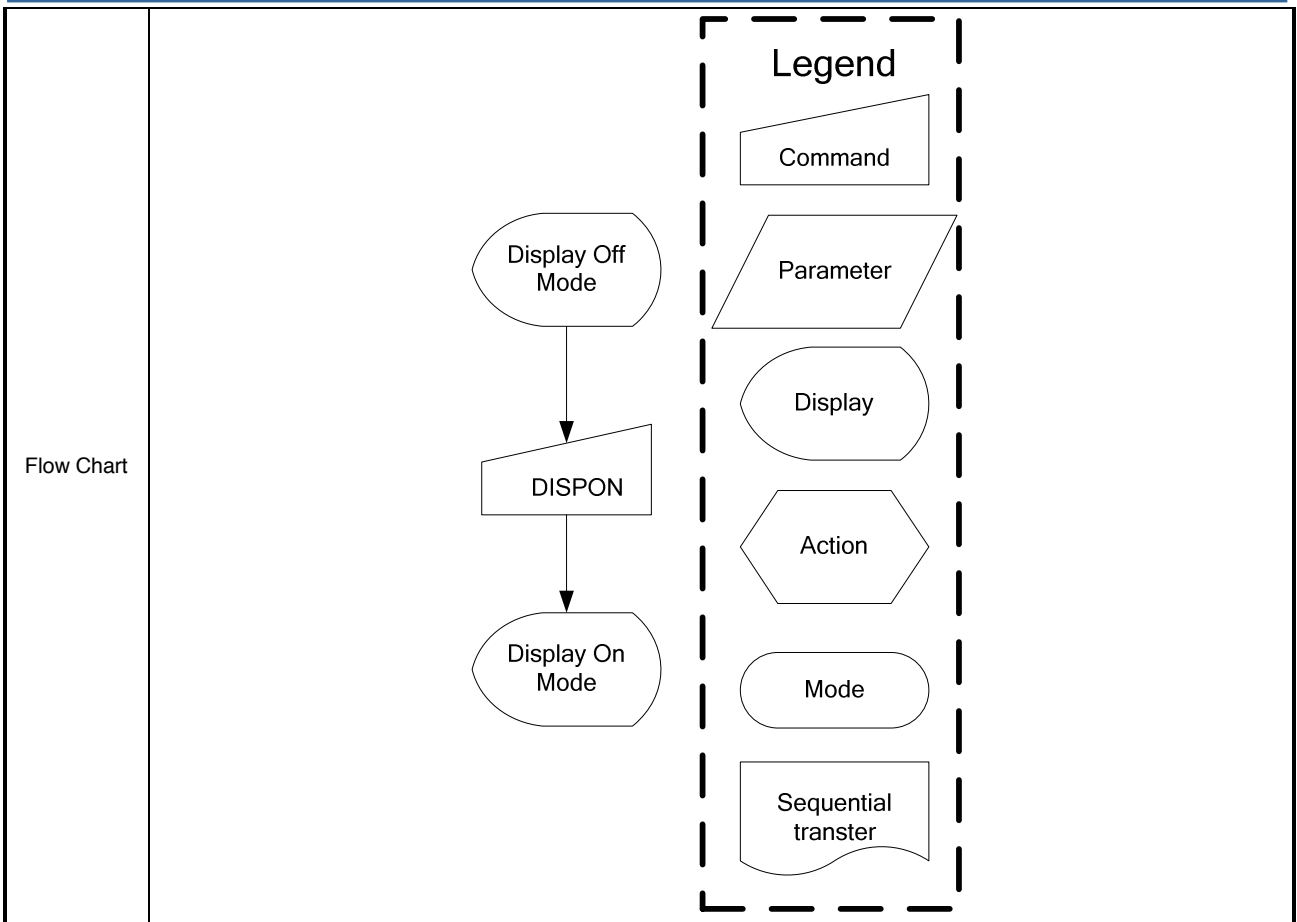 Flow Chart
Display Off
Mode
DISPON
Display On
Mode
Legend
Command
Parameter
Display
Action
Mode
Sequential
transter